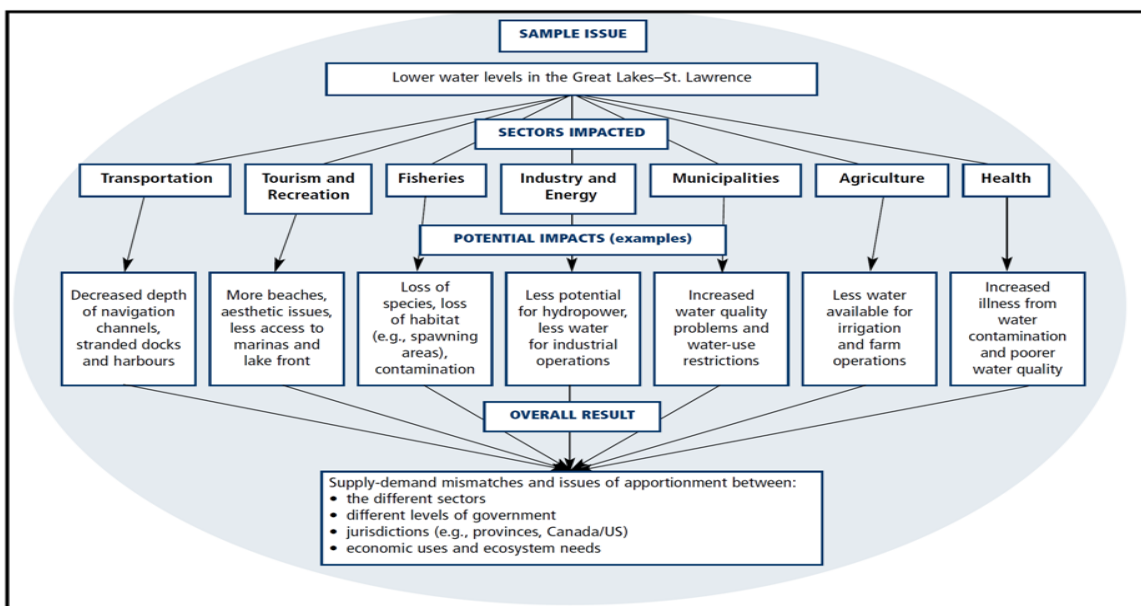 SAMPLE ISSUE
Lower water levels in the Great Lakes–St. Lawrence
SECTORS IMPACTED
Transportation
Tourism and
Recreation
Fisheries
Industry and
Energy
Municipalities
Agriculture
Health
POTENTIAL IMPACTS (examples)
Decreased depth
of navigation
channels,
stranded docks
and harbours
More beaches,
aesthetic issues,
less access to
marinas and
lake front
Loss of
species, loss
of habitat
(e.g., spawning
areas),
contamination
Less potential
for hydropower,
less water
for industrial
operations
Increased
water quality
problems and
water-use
restrictions
Less water
available for
irrigation
and farm
operations
Increased
illness from
water
contamination
and poorer
water quality
OVERALL RESULT
Supply-demand mismatches and issues of apportionment between:
• the different sectors
• different levels of government
• jurisdictions (e.g., provinces, Canada/US)
• economic uses and ecosystem needs